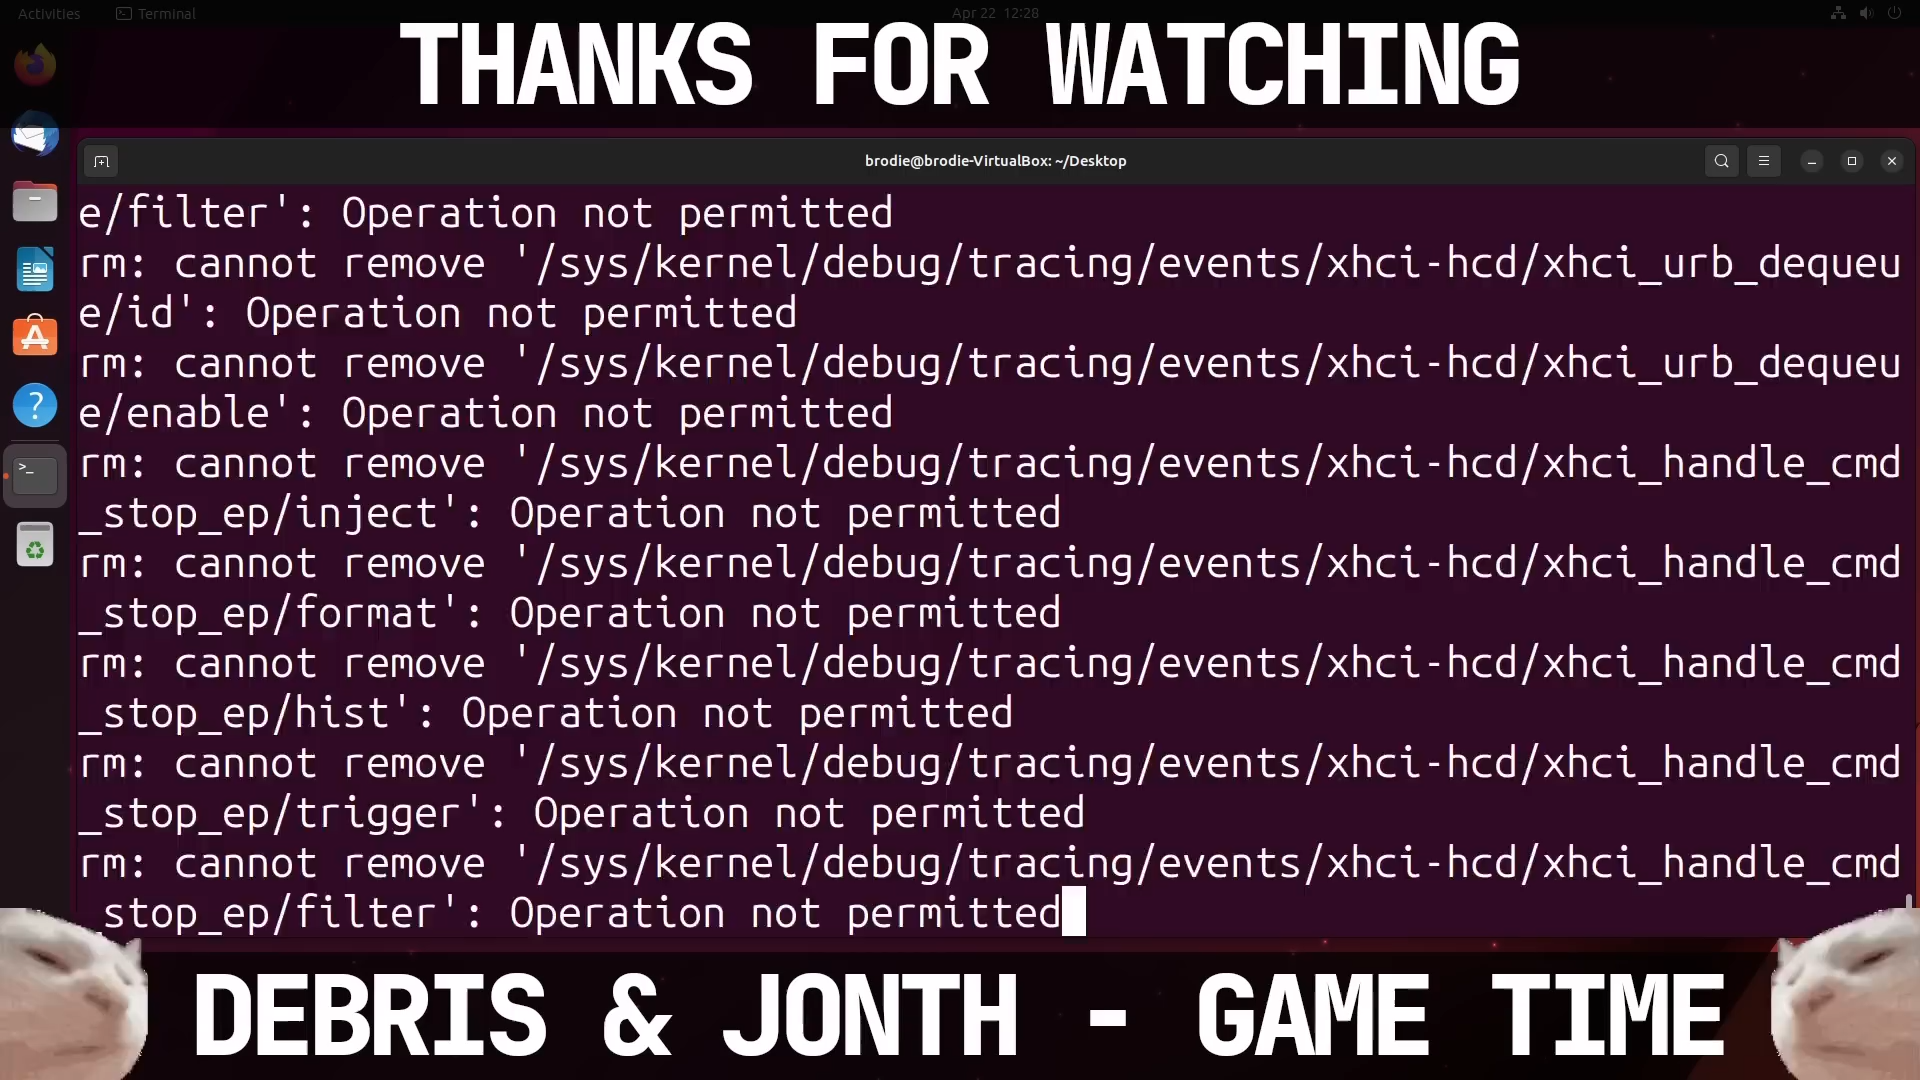 Activities
Terminal
Apr 22 12:28
THANKS FOR WATCHING
brodie@brodie-VirtualBox: ~/Desktop
e/filter': Operation not permitted
rm: cannot remove '/sys/kernel/debug/tracing/events/xhci-hcd/xhci_urb_dequeu
e/id': Operation not permitted
rm: cannot remove '/sys/kernel/debug/tracing/events/xhci-hcd/xhci_urb_dequeu
e/enable': Operation not permitted
rm: cannot remove '/sys/kernel/debug/tracing/events/xhci-hcd/xhci_handle_cmd
_stop_ep/inject': Operation not permitted
rm: cannot remove '/sys/kernel/debug/tracing/events/xhci-hcd/xhci_handle_cmd
_stop_ep/format': Operation not permitted
rm: cannot remove '/sys/kernel/debug/tracing/events/xhci-hcd/xhci_handle_cmd
_stop_ep/hist': Operation not permitted
rm: cannot remove '/sys/kernel/debug/tracing/events/xhci-hcd/xhci_handle_cmd
_stop_ep/trigger': Operation not permitted
rm: cannot remove '/sys/kernel/debug/tracing/events/xhci-hcd/xhci_handle_cmd
_stop_ep/filter': Operation not permitted
DEBRIS & JONTH - GAME TIME